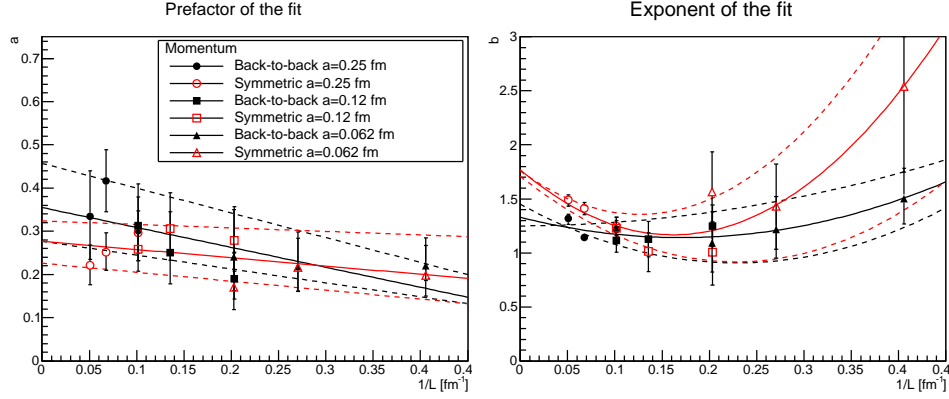 Prefactor of the fit
a
0.7
0.6
0.5
0.4
0.3
0.2
0.1
0
Momentum
Back-to-back a=0.25 fm
Symmetric a=0.25 fm
Back-to-back a=0.12 fm
Symmetric a=0.12 fm
Back-to-back a=0.062 fm
Symmetric a=0.062 fm
0 0.05 0.1 0.15 0.2 0.25 0.3 0.35 0.4
1/L [fm⁻¹]
Exponent of the fit
b
3
2.5
2
1.5
1
0.5
0
0 0.05 0.1 0.15 0.2 0.25 0.3 0.35 0.4
1/L [fm⁻¹]